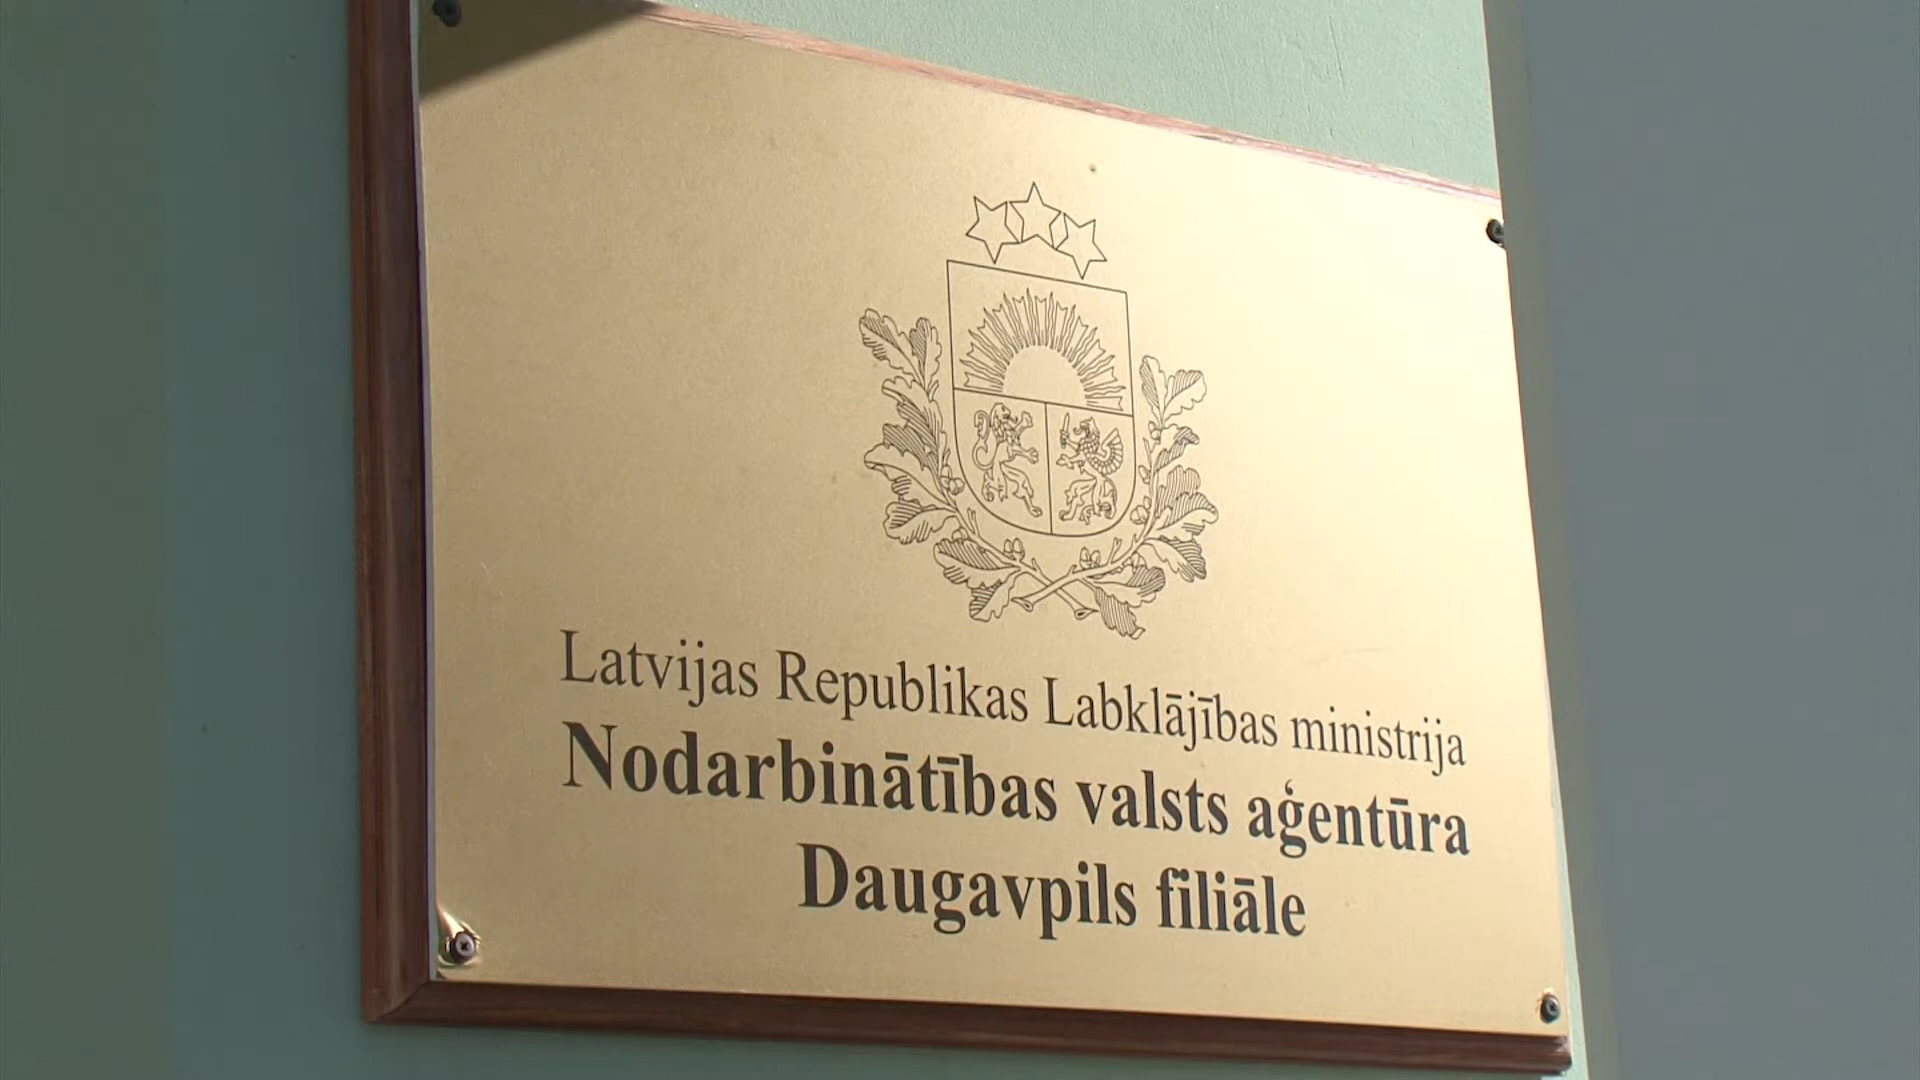 Latvijas Republikas Labklājības ministrija
Nodarbinātības valsts aģentūra
Daugavpils filiāle